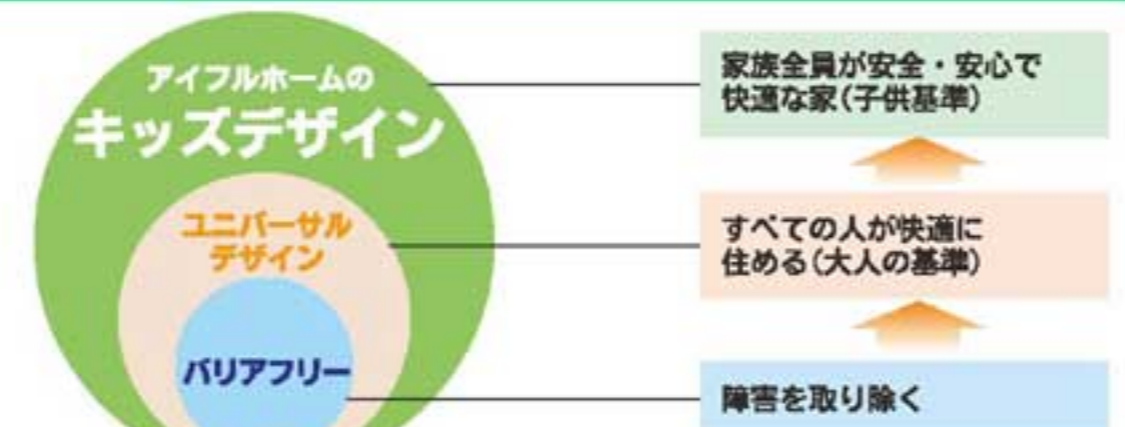 アイフルホームの
キッズデザイン
ユニバーサル
デザイン
バリアフリー
家族全員が安全・安心で
快適な家(子供基準)
すべての人が快適に
住める(大人の基準)
障害を取り除く